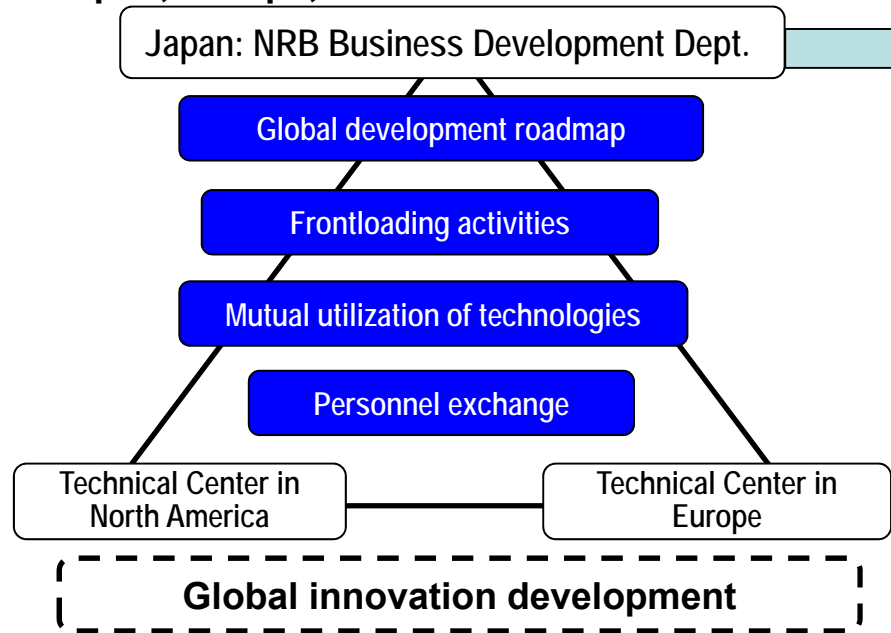 Japan: NRB Business Development Dept.
Global development roadmap
Frontloading activities
Mutual utilization of technologies
Personnel exchange
Technical Center in
North America
Technical Center in
Europe
Global innovation development